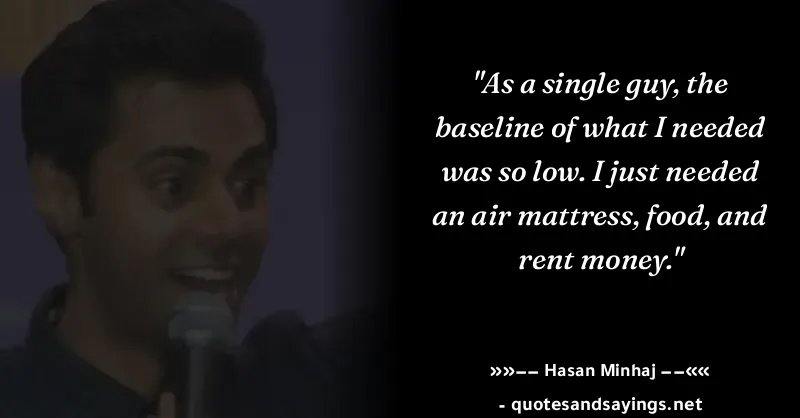 "As a single guy, the
baseline of what I needed
was so low. I just needed
an air mattress, food, and
rent money."
»»−− Hasan Minhaj −−««
- quotesandsayings.net